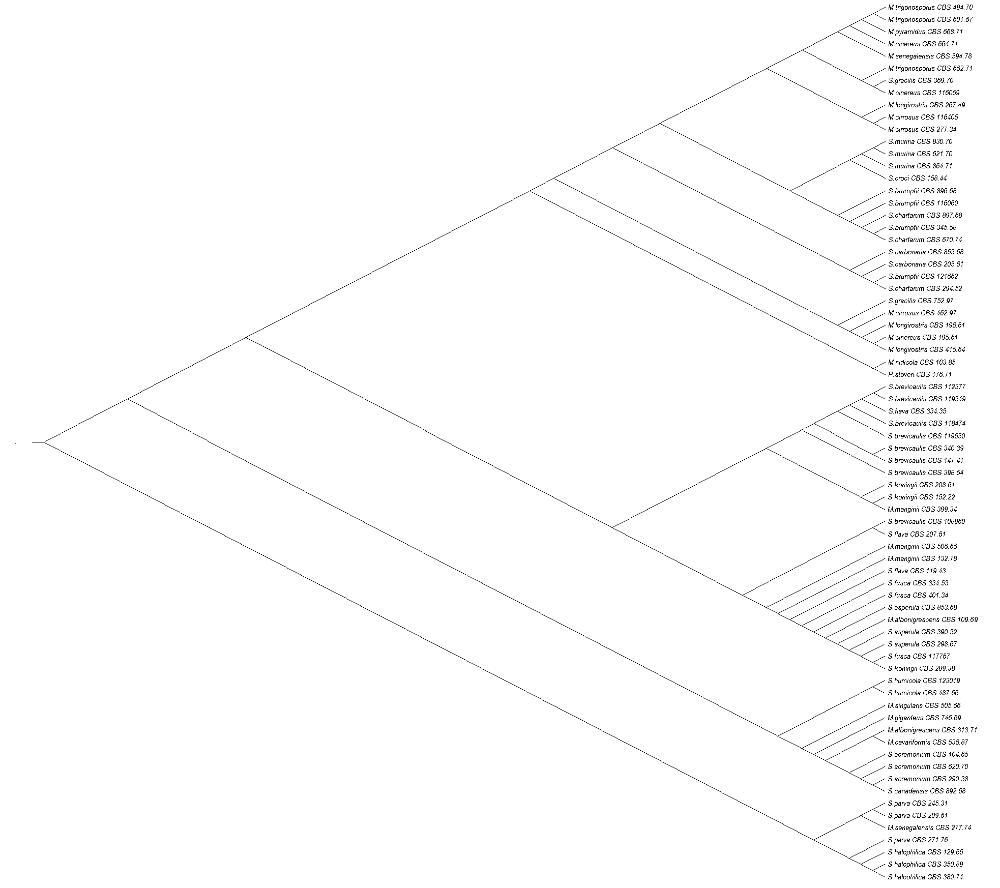 M.trigonosporus CBS 494.70
M.trigonosporus CBS 601.67
M.pyramidus CBS 668.71
M.cinereus CBS 664.71
M.senegalensis CBS 594.78
M.trigonosporus CBS 662.71
S.gracilis CBS 369.70
M.cinereus CBS 116059
M.longirostris CBS 267.49
M.cirrosus CBS 116405
M.cirrosus CBS 277.34
S.murina CBS 830.70
S.murina CBS 621.70
S.murina CBS 864.71
S.croci CBS 158.44
S.brumptii CBS 896.68
S.brumptii CBS 116060
S.chartarum CBS 897.68
S.brumptii CBS 345.58
S.chartarum CBS 670.74
S.carbonaria CBS 855.68
S.carbonaria CBS 205.61
S.brumptii CBS 121662
S.chartarum CBS 294.52
S.gracilis CBS 752.97
M.cirrosus CBS 462.97
M.longirostris CBS 196.61
M.cinereus CBS 195.61
M.longirostris CBS 415.64
M.nidicola CBS 103.85
P.stoveri CBS 176.71
S.brevicaulis CBS 112377
S.brevicaulis CBS 119549
S.flava CBS 334.35
S.brevicaulis CBS 118474
S.brevicaulis CBS 119550
S.brevicaulis CBS 340.39
S.brevicaulis CBS 147.41
S.brevicaulis CBS 398.54
S.koningii CBS 208.61
S.koningii CBS 152.22
M.manginii CBS 399.34
S.brevicaulis CBS 108960
S.flava CBS 207.61
M.manginii CBS 506.66
M.manginii CBS 132.78
S.flava CBS 119.43
S.fusca CBS 334.53
S.fusca CBS 401.34
S.asperula CBS 853.68
M.albonigrescens CBS 109.69
S.asperula CBS 390.52
S.asperula CBS 298.67
S.fusca CBS 117767
S.koningii CBS 289.38
S.humicola CBS 123019
S.humicola CBS 487.66
M.singularis CBS 505.66
M.giganteus CBS 746.69
M.albonigrescens CBS 313.71
M.cavariformis CBS 536.87
S.acremonium CBS 104.65
S.acremonium CBS 620.70
S.acremonium CBS 290.38
S.canadensis CBS 892.68
S.parva CBS 245.31
S.parva CBS 209.61
M.senegalensis CBS 277.74
S.parva CBS 271.76
S.halophilica CBS 129.65
S.halophilica CBS 350.89
S.halophilica CBS 380.74